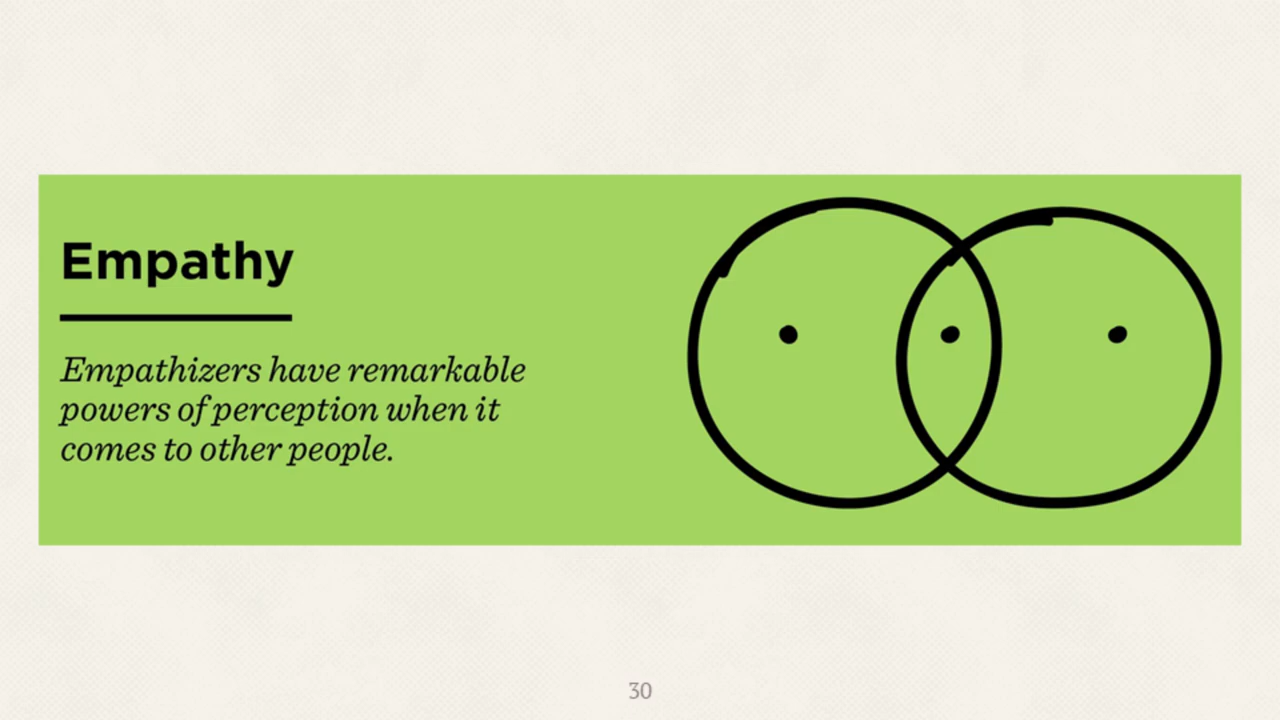 Empathy
Empathizers have remarkable
powers of perception when it
comes to other people.
30